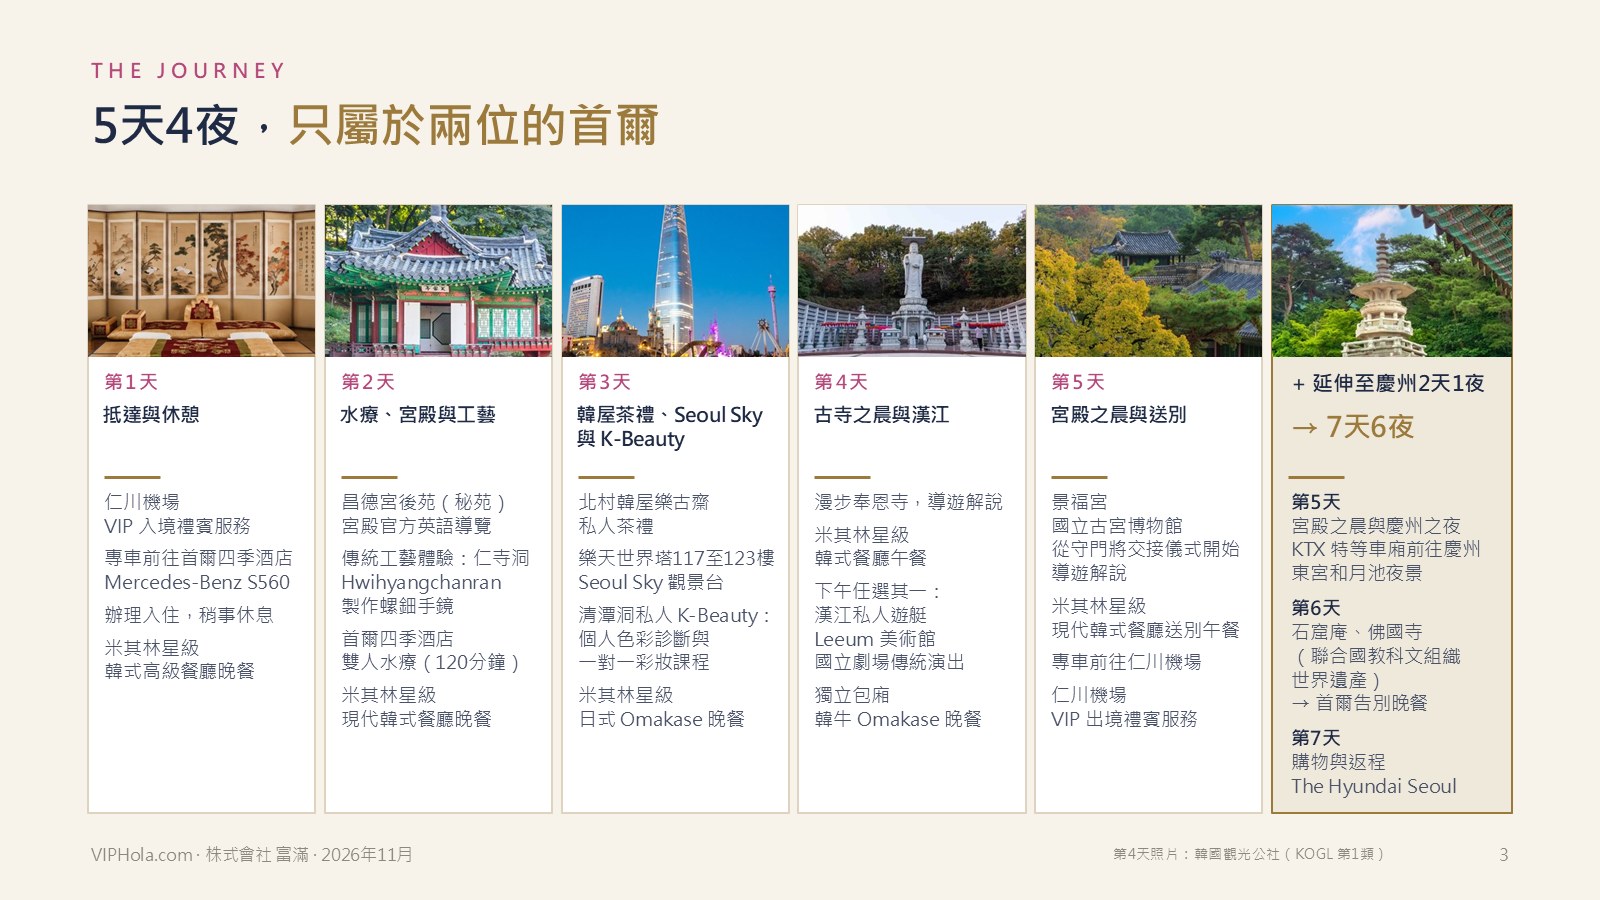 THE JOURNEY
5天4夜，只屬於兩位的首爾
第1天
抵達與休憩
仁川機場
VIP 入境禮賓服務
專車前往首爾四季酒店
Mercedes-Benz S560
辦理入住，稍事休息
米其林星級
韓式高級餐廳晚餐
第2天
水療、宮殿與工藝
昌德宮後苑（秘苑）
宮殿官方英語導覽
傳統工藝體驗：仁寺洞
Hwihyangchanran
製作螺鈿手鏡
首爾四季酒店
雙人水療（120分鐘）
米其林星級
現代韓式餐廳晚餐
第3天
韓屋茶禮、Seoul Sky
與 K-Beauty
北村韓屋樂古齋
私人茶禮
樂天世界塔117至123樓
Seoul Sky 觀景台
清潭洞私人 K-Beauty：
個人色彩診斷與
一對一彩妝課程
米其林星級
日式 Omakase 晚餐
第4天
古寺之晨與漢江
漫步奉恩寺，導遊解說
米其林星級
韓式餐廳午餐
下午任選其一：
漢江私人遊艇
Leeum 美術館
國立劇場傳統演出
獨立包廂
韓牛 Omakase 晚餐
第5天
宮殿之晨與送別
景福宮
國立古宮博物館
從守門將交接儀式開始
導遊解說
米其林星級
現代韓式餐廳送別午餐
專車前往仁川機場
仁川機場
VIP 出境禮賓服務
+ 延伸至慶州2天1夜
→ 7天6夜
第5天
宮殿之晨與慶州之夜
KTX 特等車廂前往慶州
東宮和月池夜景
第6天
石窟庵、佛國寺
（聯合國教科文組織
世界遺產）
→ 首爾告別晚餐
第7天
購物與返程
The Hyundai Seoul
VIPHola.com · 株式會社 富滿 · 2026年11月
第4天照片：韓國觀光公社（KOGL 第1類）
3